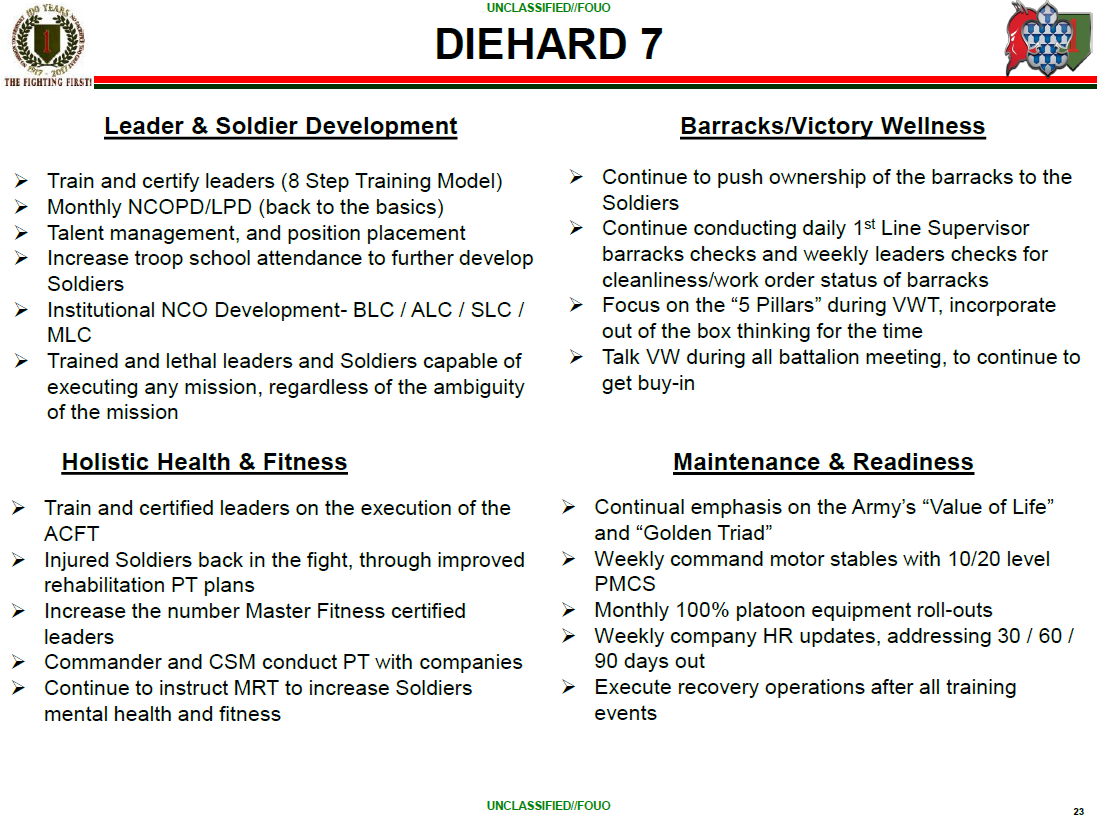 UNCLASSIFIED//FOUO
DIEHARD 7
100 YEARS
1
1917 - 2017
THE FIGHTING FIRST!
1
Leader & Soldier Development
➢ Train and certify leaders (8 Step Training Model)
➢ Monthly NCOPD/LPD (back to the basics)
➢ Talent management, and position placement
➢ Increase troop school attendance to further develop
Soldiers
➢ Institutional NCO Development- BLC / ALC / SLC /
MLC
➢ Trained and lethal leaders and Soldiers capable of
executing any mission, regardless of the ambiguity
of the mission
Barracks/Victory Wellness
➢ Continue to push ownership of the barracks to the
Soldiers
➢ Continue conducting daily 1st Line Supervisor
barracks checks and weekly leaders checks for
cleanliness/work order status of barracks
➢ Focus on the “5 Pillars” during VWT, incorporate
out of the box thinking for the time
➢ Talk VW during all battalion meeting, to continue to
get buy-in
Holistic Health & Fitness
➢ Train and certified leaders on the execution of the
ACFT
➢ Injured Soldiers back in the fight, through improved
rehabilitation PT plans
➢ Increase the number Master Fitness certified
leaders
➢ Commander and CSM conduct PT with companies
➢ Continue to instruct MRT to increase Soldiers
mental health and fitness
Maintenance & Readiness
➢ Continual emphasis on the Army’s “Value of Life”
and “Golden Triad”
➢ Weekly command motor stables with 10/20 level
PMCS
➢ Monthly 100% platoon equipment roll-outs
➢ Weekly company HR updates, addressing 30 / 60 /
90 days out
➢ Execute recovery operations after all training
events
UNCLASSIFIED//FOUO
23